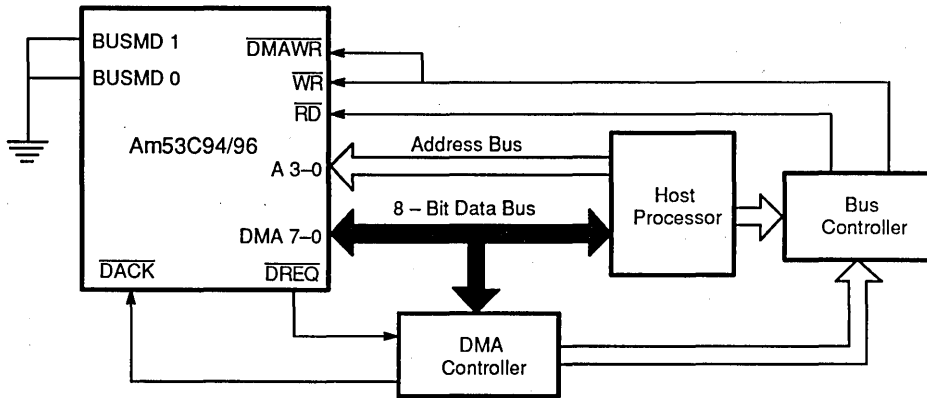 BUSMD 1
BUSMD 0
Am53C94/96
DMAWR
WR
RD
A 3–0
DMA 7–0
DACK
DREQ
Address Bus
8 – Bit Data Bus
Host
Processor
Bus
Controller
DMA
Controller